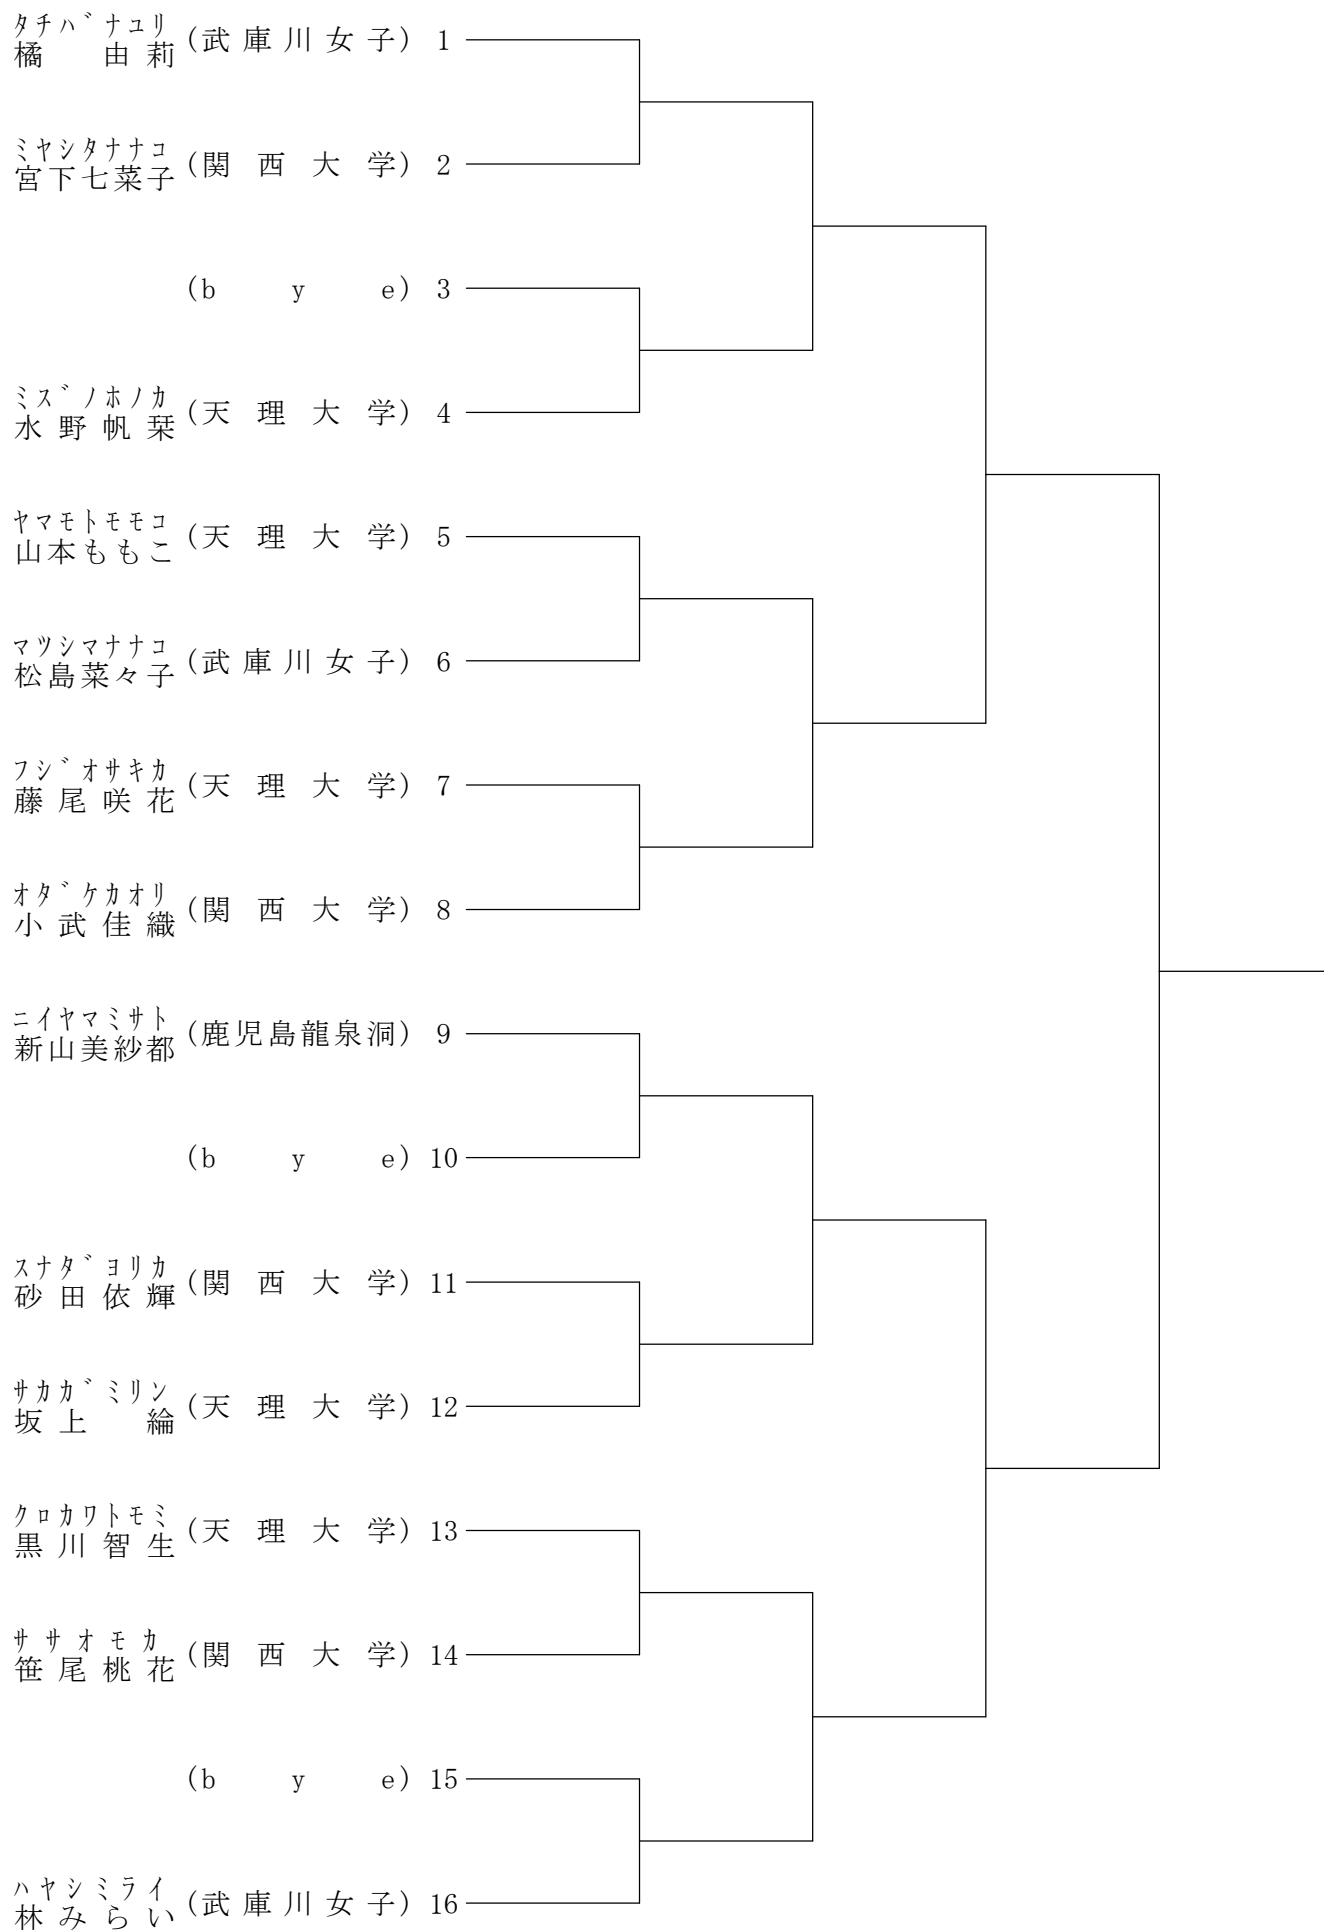 タチバナユリ
橘由莉 (武庫川女子) 1
ミヤシタナナコ
宮下七菜子 (関西大学) 2
(bye) 3
ミズノホノカ
水野帆栞 (天理大学) 4
ヤマモトモモコ
山本ももこ (天理大学) 5
マツシマナナコ
松島菜々子 (武庫川女子) 6
フジオサキカ
藤尾咲花 (天理大学) 7
オダケカオリ
小武佳織 (関西大学) 8
ニイヤマミサト
新山美紗都 (鹿児島龍泉洞) 9
(bye) 10
スナダヨリカ
砂田依輝 (関西大学) 11
サカガミリン
坂上綸 (天理大学) 12
クロカワトモミ
黒川智生 (天理大学) 13
ササオモカ
笹尾桃花 (関西大学) 14
(bye) 15
ハヤシミライ
林みらい (武庫川女子) 16